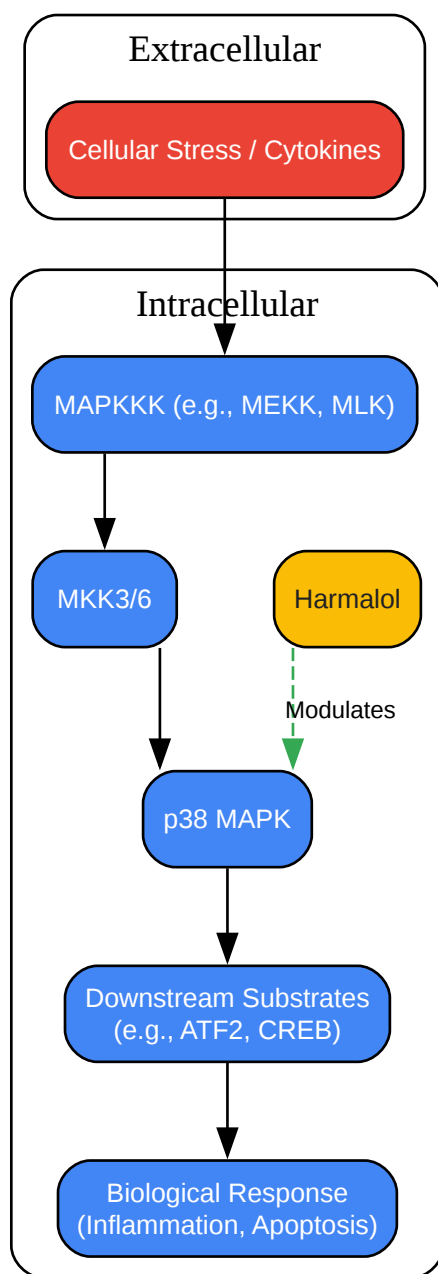 Extracellular
Cellular Stress / Cytokines
Intracellular
MAPKKK (e.g., MEKK, MLK)
MKK3/6
Harmalol
Modulates
p38 MAPK
Downstream Substrates
(e.g., ATF2, CREB)
Biological Response
(Inflammation, Apoptosis)